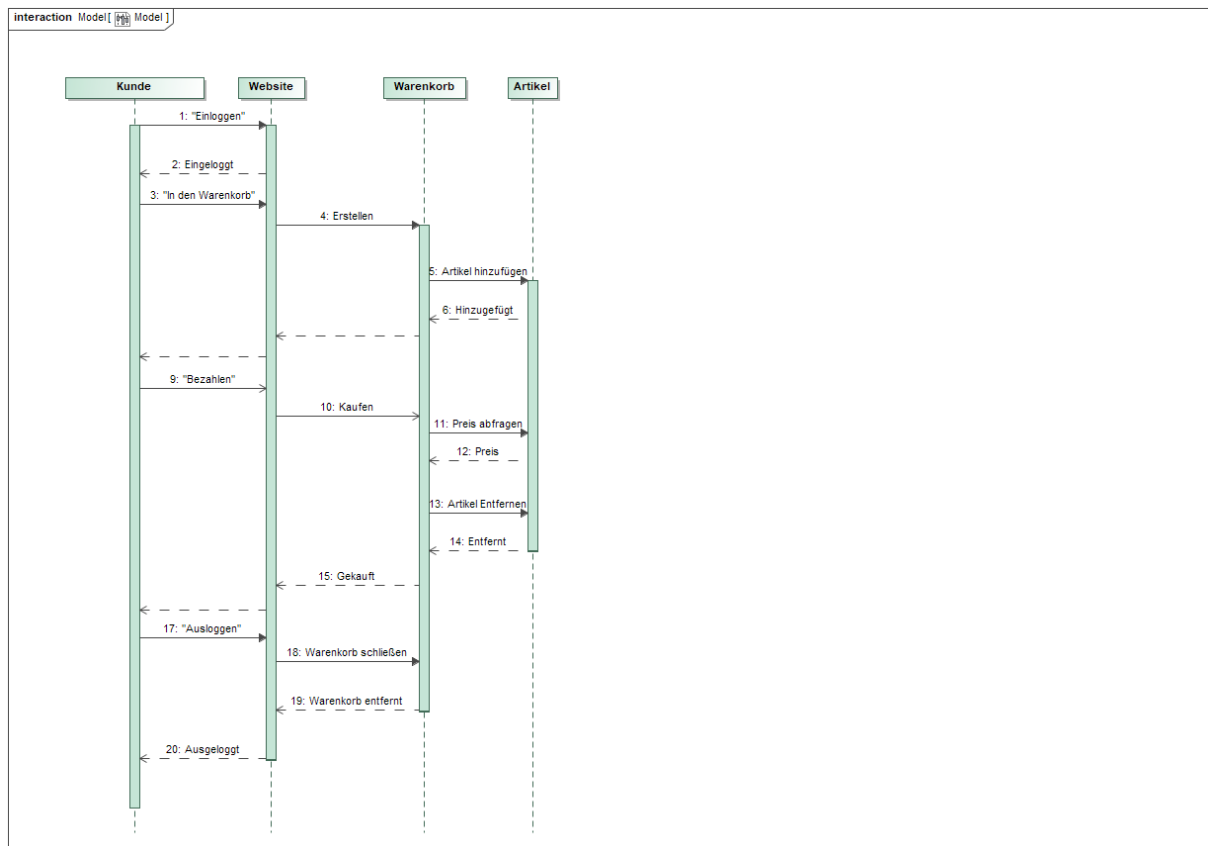 interaction Model[ Model ]
Kunde Website Warenkorb Artikel
1: "Einloggen"
2: Eingeloggt
3: "In den Warenkorb"
4: Erstellen
5: Artikel hinzufügen
6: Hinzugefügt
9: "Bezahlen"
10: Kaufen
11: Preis abfragen
12: Preis
13: Artikel Entfernen
14: Entfernt
15: Gekauft
17: "Ausloggen"
18: Warenkorb schließen
19: Warenkorb entfernt
20: Ausgeloggt